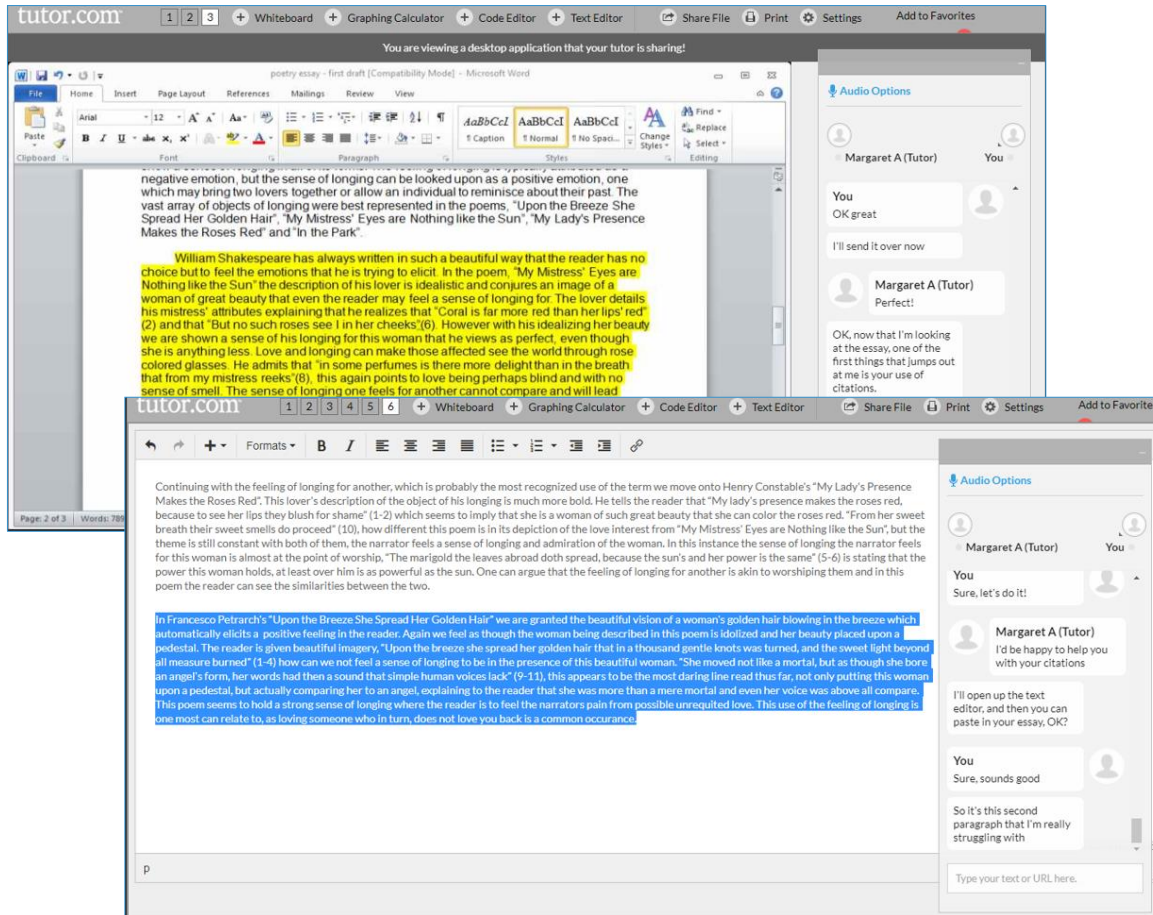 tutor.com
1 2 3 + Whiteboard + Graphing Calculator + Code Editor + Text Editor Share File Print Settings Add to Favorites
You are viewing a desktop application that your tutor is sharing!
postry essay - first draft [Compatibility Mode] - Microsoft Word
File Home Insert Page Layout References Mailings Review View
Arial 12
AaBbCcI AaBbCcI AaBbCcI
Find
Replace
Select
Paste
¶ Caption ¶ Normal ¶ No Spaci...
Change Styles
Clipboard Font Paragraph Styles Editing
negative emotion, but the sense of longing can be looked upon as a positive emotion, one
which may bring two lovers together or allow an individual to reminisce about their past. The
vast array of objects of longing were best represented in the poems, "Upon the Breeze She
Spread Her Golden Hair", "My Mistress' Eyes are Nothing like the Sun", "My Lady's Presence
Makes the Roses Red" and "In the Park".
William Shakespeare has always written in such a beautiful way that the reader has no
choice but to feel the emotions that he is trying to elicit. In the poem, "My Mistress' Eyes are
Nothing like the Sun" the description of his lover is idealistic and conjures an image of a
woman of great beauty that even the reader may feel a sense of longing for. The lover details
his mistress' attributes explaining that he realizes that "Coral is far more red than her lips' red"
(2) and that "But no such roses see I in her cheeks"(6). However with his idealizing her beauty
we are shown a sense of his longing for this woman that he views as perfect, even though
she is anything less. Love and longing can make those affected see the world through rose
colored glasses. He admits that "in some perfumes is there more delight than in the breath
that from my mistress reeks"(8), this again points to love being perhaps blind and with no
sense of smell. The sense of longing one feels for another cannot compare and will lead
Page: 2 of 3 Words: 789
Audio Options
Margaret A (Tutor) You
You
OK great
I'll send it over now
Margaret A (Tutor)
Perfect!
OK, now that I'm looking
at the essay, one of the
first things that jumps out
at me is your use of
citations.
tutor.com
1 2 3 4 5 6 + Whiteboard + Graphing Calculator + Code Editor + Text Editor Share File Print Settings Add to Favorite
Formats B I
Continuing with the feeling of longing for another, which is probably the most recognized use of the term we move onto Henry Constable's "My Lady's Presence
Makes the Roses Red". This lover's description of the object of his longing is much more bold. He tells the reader that "My lady's presence makes the roses red,
because to see her lips they blush for shame" (1-2) which seems to imply that she is a woman of such great beauty that she can color the roses red. "From her sweet
breath their sweet smells do proceed" (10), how different this poem is in its depiction of the love interest from "My Mistress' Eyes are Nothing like the Sun", but the
theme is still constant with both of them, the narrator feels a sense of longing and admiration of the woman. In this instance the sense of longing the narrator feels
for this woman is almost at the point of worship, "The marigold the leaves abroad doth spread, because the sun's and her power is the same" (5-6) is stating that the
power this woman holds, at least over him is as powerful as the sun. One can argue that the feeling of longing for another is akin to worshiping them and in this
poem the reader can see the similarities between the two.
In Francesco Petrarch's "Upon the Breeze She Spread Her Golden Hair" we are granted the beautiful vision of a woman's golden hair blowing in the breeze which
automatically elicits a positive feeling in the reader. Again we feel as though the woman being described in this poem is idolized and her beauty placed upon a
pedestal. The reader is given beautiful imagery, "Upon the breeze she spread her golden hair that in a thousand gentle knots was turned, and the sweet light beyond
all measure burned" (1-4) how can we not feel a sense of longing to be in the presence of this beautiful woman. "She moved not like a mortal, but as though she bore
an angel's form, her words had then a sound that simple human voices lack" (9-11), this appears to be the most daring line read thus far, not only putting this woman
upon a pedestal, but actually comparing her to an angel, explaining to the reader that she was more than a mere mortal and even her voice was above all compare.
This poem seems to hold a strong sense of longing where the reader is to feel the narrators pain from possible unrequited love. This use of the feeling of longing is
one most can relate to, as loving someone who in turn, does not love you back is a common occurance.
p
Audio Options
Margaret A (Tutor) You
You
Sure, let's do it!
Margaret A (Tutor)
I'd be happy to help you
with your citations
I'll open up the text
editor, and then you can
paste in your essay, OK?
You
Sure, sounds good
So it's this second
paragraph that I'm really
struggling with
Type your text or URL here.